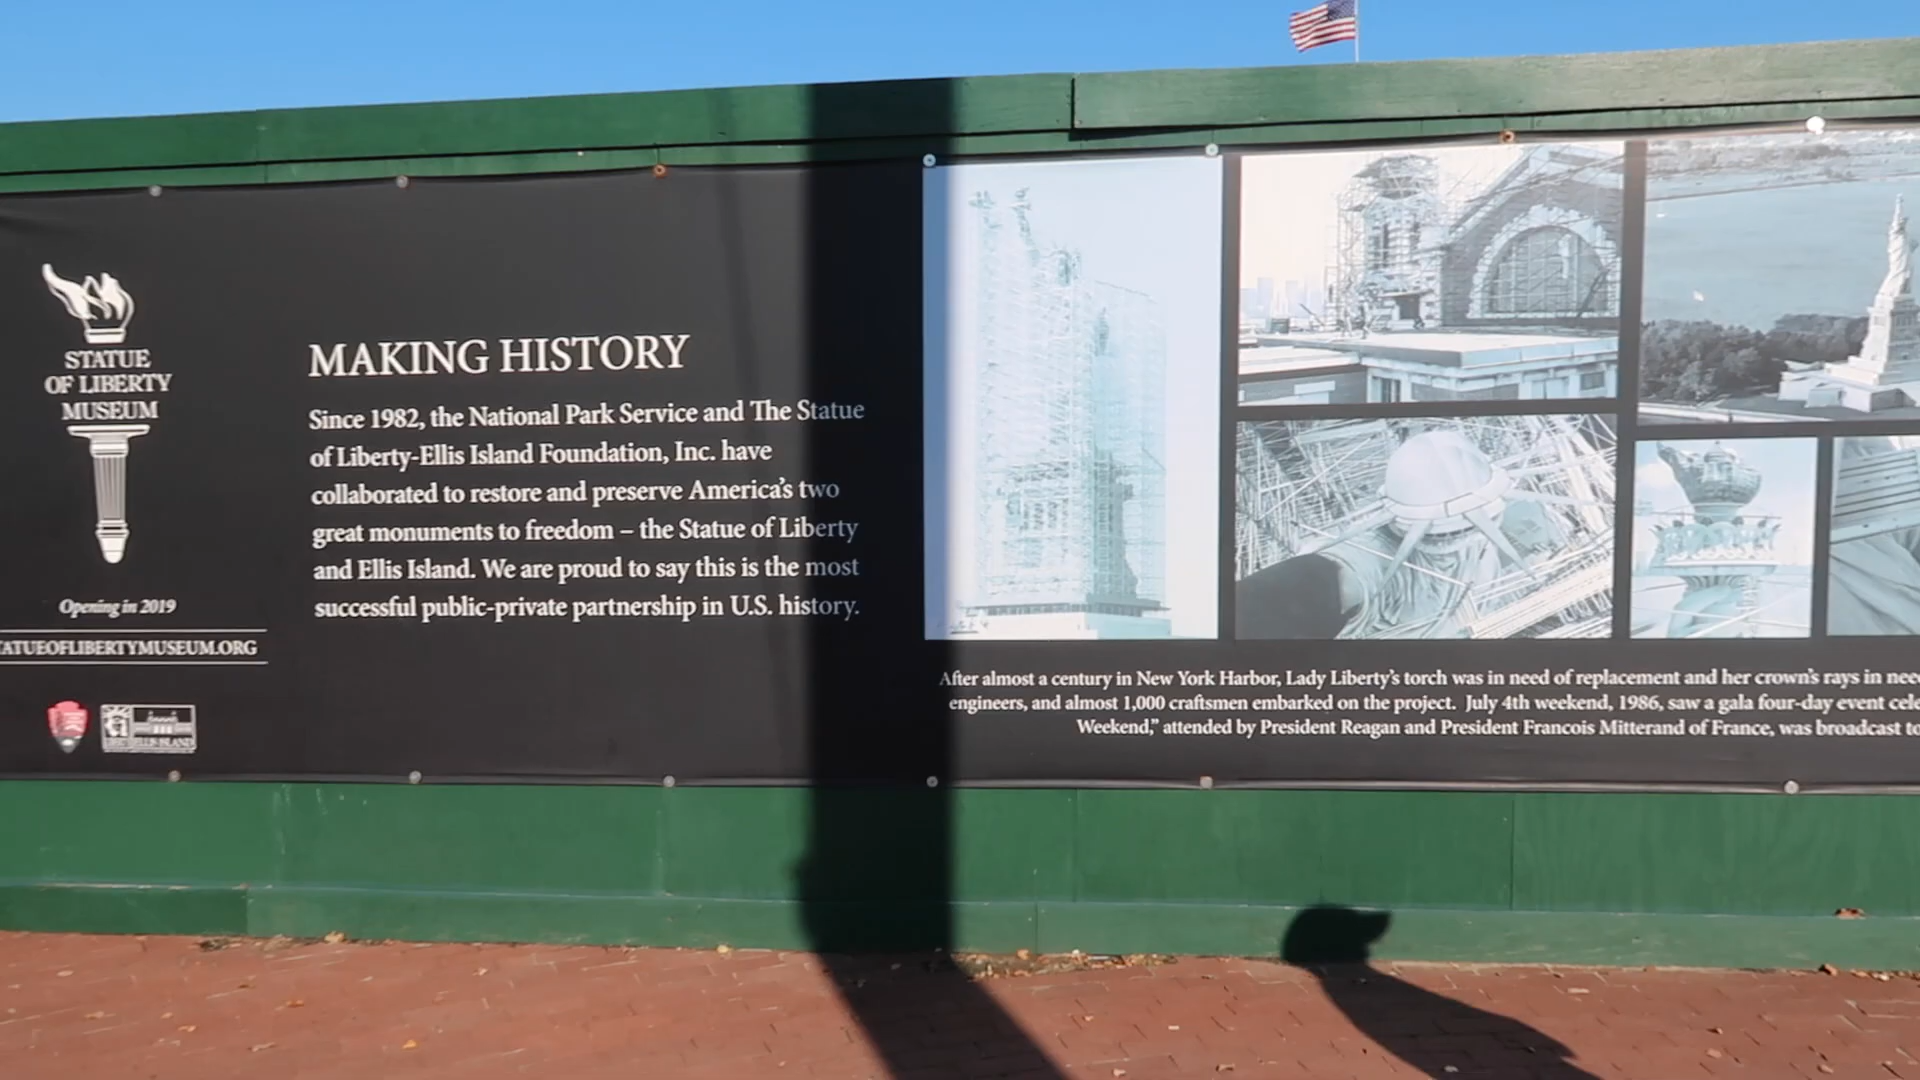 STATUE
OF LIBERTY
MUSEUM
Opening in 2019
ATUEOFLIBERTYMUSEUM.ORG
MAKING HISTORY
Since 1982, the National Park Service and The Statue
of Liberty-Ellis Island Foundation, Inc. have
collaborated to restore and preserve America's two
great monuments to freedom – the Statue of Liberty
and Ellis Island. We are proud to say this is the most
successful public-private partnership in U.S. history.
After almost a century in New York Harbor, Lady Liberty's torch was in need of replacement and her crown's rays in nee
engineers, and almost 1,000 craftsmen embarked on the project. July 4th weekend, 1986, saw a gala four-day event cele
Weekend," attended by President Reagan and President Francois Mitterand of France, was broadcast to